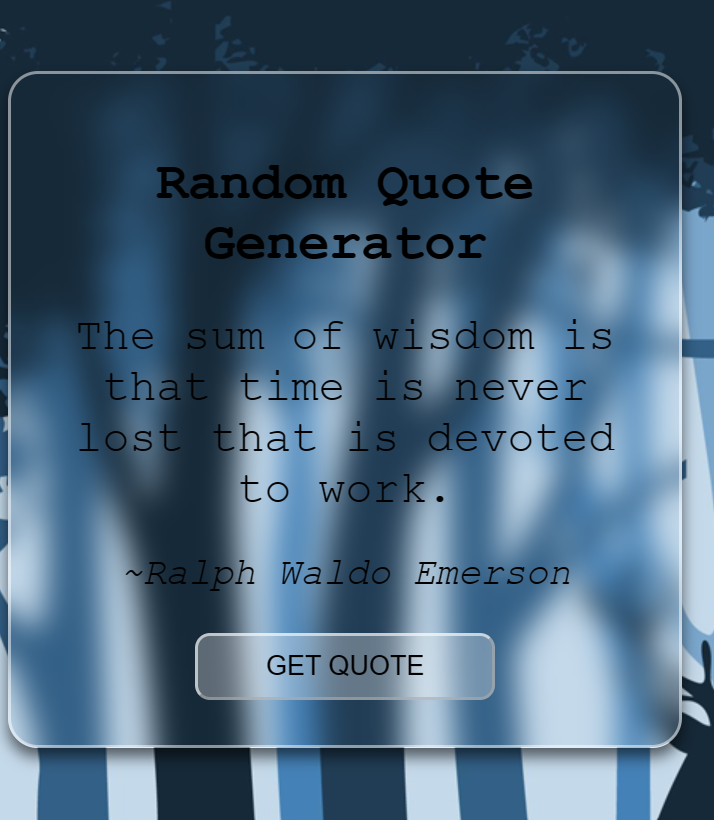 Random Quote
Generator
The sum of wisdom is
that time is never
lost that is devoted
to work.
~Ralph Waldo Emerson
GET QUOTE